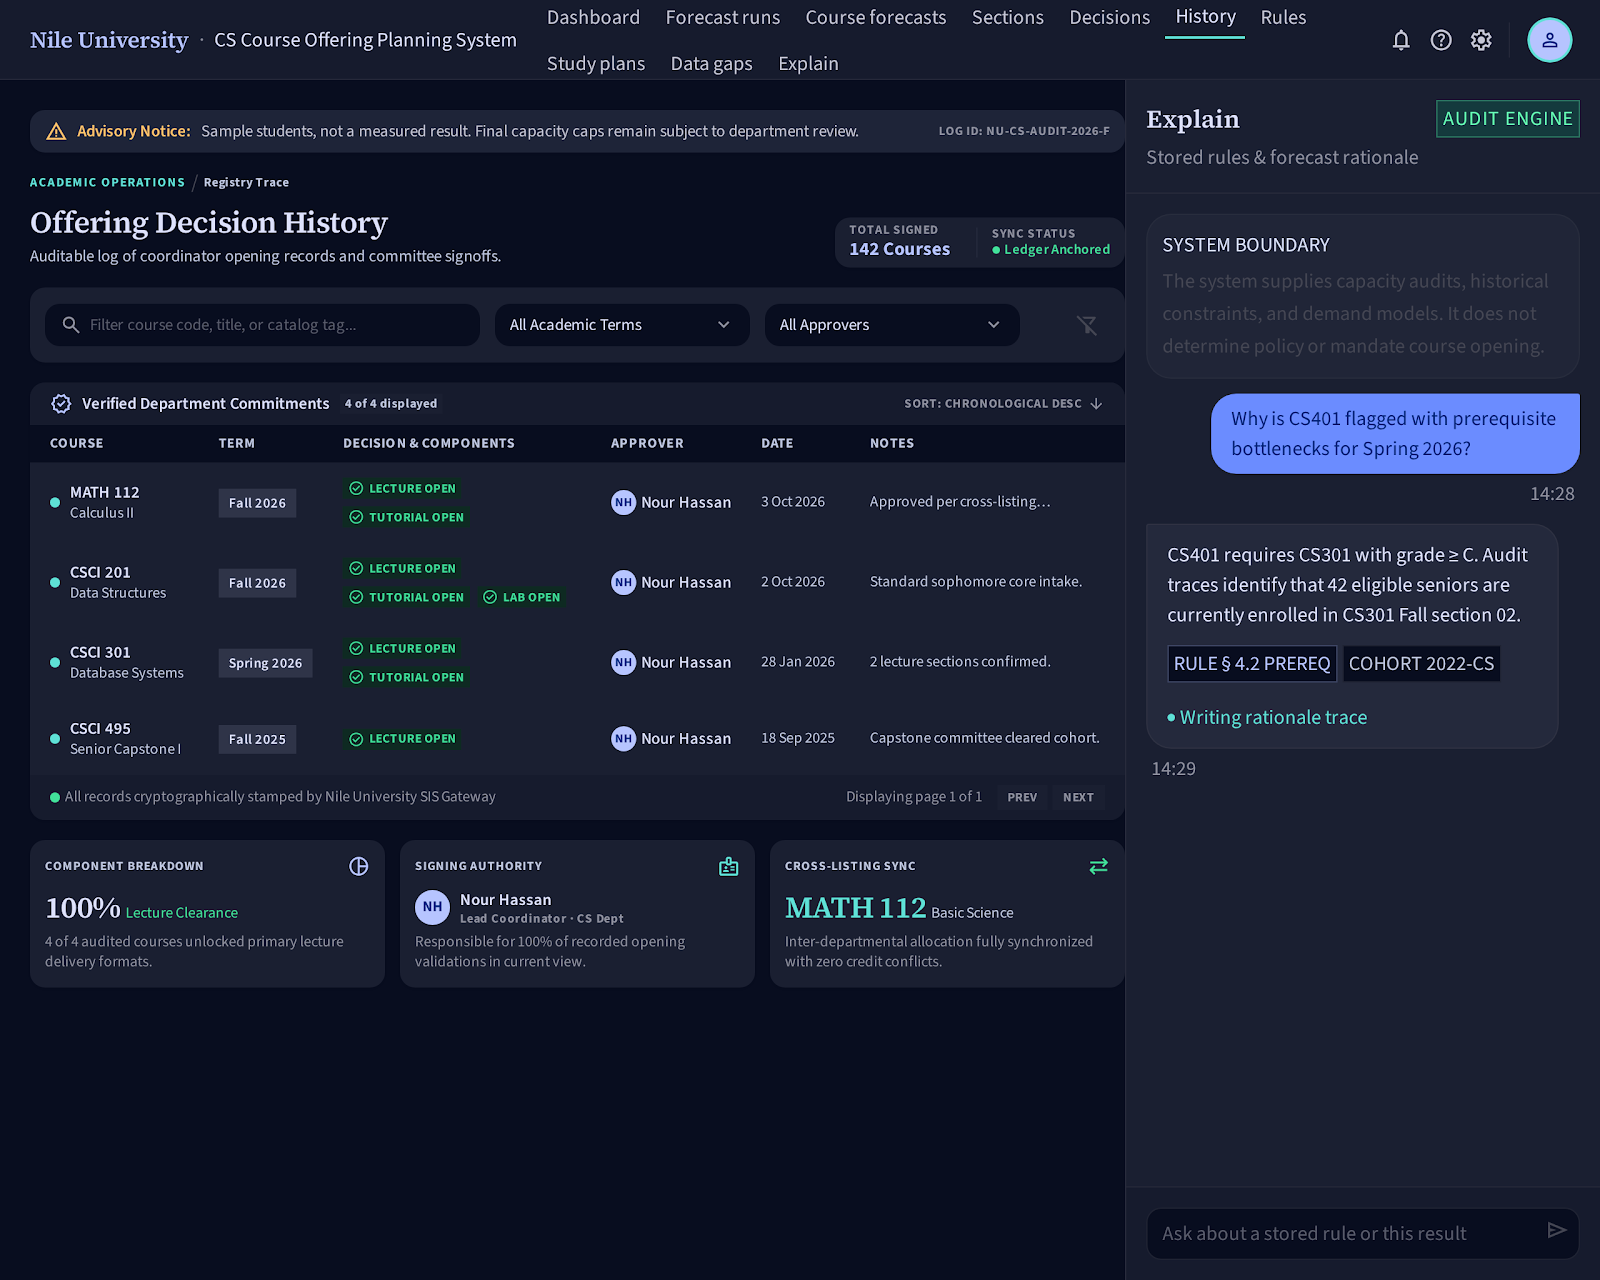 Nile University · CS Course Offering Planning System
Dashboard Forecast runs Course forecasts Sections Decisions History Rules
Study plans Data gaps Explain
Advisory Notice: Sample students, not a measured result. Final capacity caps remain subject to department review. LOG ID: NU-CS-AUDIT-2026-F
ACADEMIC OPERATIONS / Registry Trace
Offering Decision History
Auditable log of coordinator opening records and committee signoffs.
TOTAL SIGNED
142 Courses
SYNC STATUS
Ledger Anchored
Filter course code, title, or catalog tag...
All Academic Terms
All Approvers
Verified Department Commitments 4 of 4 displayed SORT: CHRONOLOGICAL DESC
COURSE TERM DECISION & COMPONENTS APPROVER DATE NOTES
MATH 112
Calculus II
Fall 2026
LECTURE OPEN
TUTORIAL OPEN
NH Nour Hassan
3 Oct 2026
Approved per cross-listing...
CSCI 201
Data Structures
Fall 2026
LECTURE OPEN
TUTORIAL OPEN LAB OPEN
NH Nour Hassan
2 Oct 2026
Standard sophomore core intake.
CSCI 301
Database Systems
Spring 2026
LECTURE OPEN
TUTORIAL OPEN
NH Nour Hassan
28 Jan 2026
2 lecture sections confirmed.
CSCI 495
Senior Capstone I
Fall 2025
LECTURE OPEN
NH Nour Hassan
18 Sep 2025
Capstone committee cleared cohort.
All records cryptographically stamped by Nile University SIS Gateway
Displaying page 1 of 1 PREV NEXT
COMPONENT BREAKDOWN
100% Lecture Clearance
4 of 4 audited courses unlocked primary lecture
delivery formats.
SIGNING AUTHORITY
NH
Nour Hassan
Lead Coordinator · CS Dept
Responsible for 100% of recorded opening
validations in current view.
CROSS-LISTING SYNC
MATH 112 Basic Science
Inter-departmental allocation fully synchronized
with zero credit conflicts.
Explain
AUDIT ENGINE
Stored rules & forecast rationale
SYSTEM BOUNDARY
The system supplies capacity audits, historical
constraints, and demand models. It does not
determine policy or mandate course opening.
Why is CS401 flagged with prerequisite
bottlenecks for Spring 2026?
14:28
CS401 requires CS301 with grade ≥ C. Audit
traces identify that 42 eligible seniors are
currently enrolled in CS301 Fall section 02.
RULE § 4.2 PREREQ COHORT 2022-CS
Writing rationale trace
14:29
Ask about a stored rule or this result